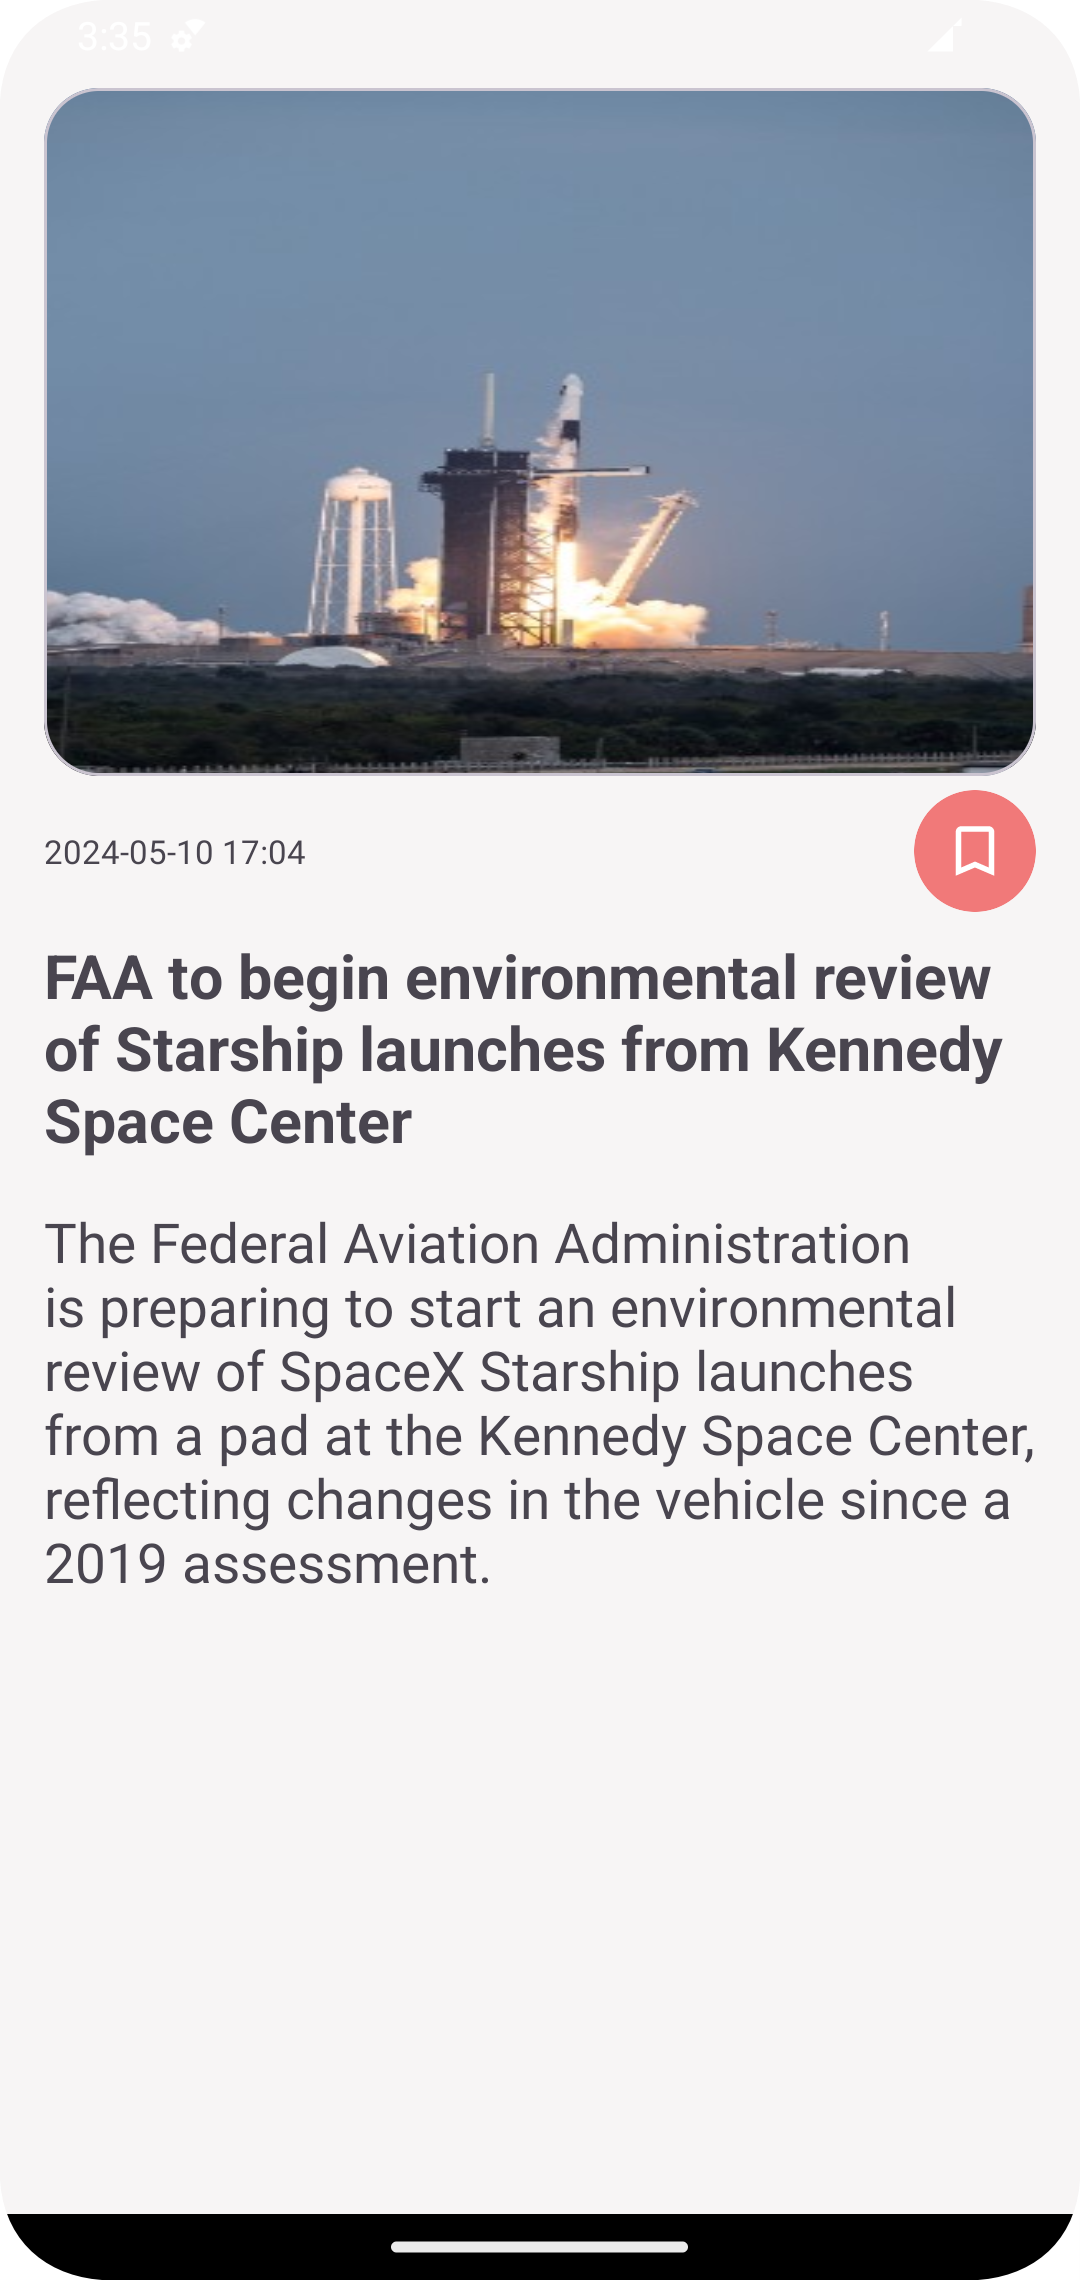 3:35
2024-05-10 17:04
FAA to begin environmental review
of Starship launches from Kennedy
Space Center
The Federal Aviation Administration
is preparing to start an environmental
review of SpaceX Starship launches
from a pad at the Kennedy Space Center,
reflecting changes in the vehicle since a
2019 assessment.